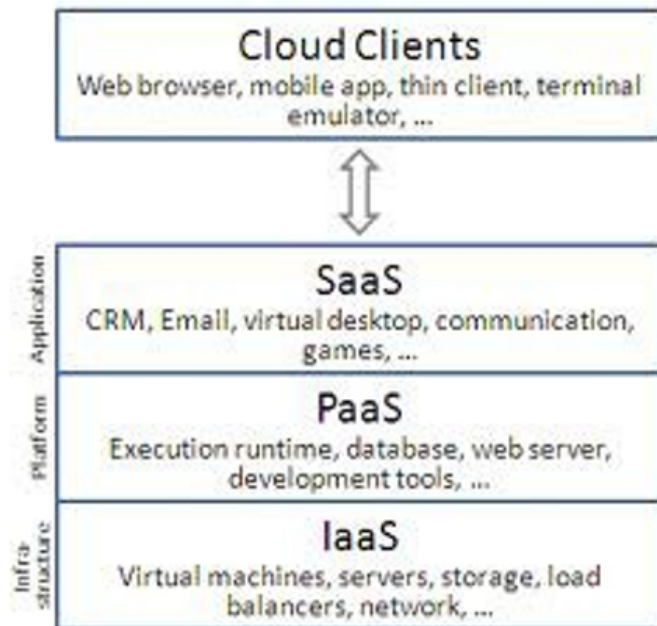 Cloud Clients
Web browser, mobile app, thin client, terminal
emulator, ...
Application
SaaS
CRM, Email, virtual desktop, communication,
games, ...
Platform
PaaS
Execution runtime, database, web server,
development tools, ...
Infra-
structure
IaaS
Virtual machines, servers, storage, load
balancers, network, ...